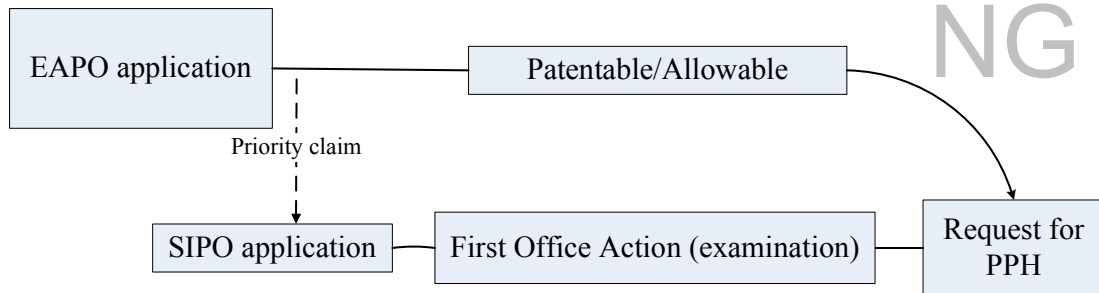 EAPO application
Patentable/Allowable
NG
Priority claim
SIPO application
First Office Action (examination)
Request for
PPH